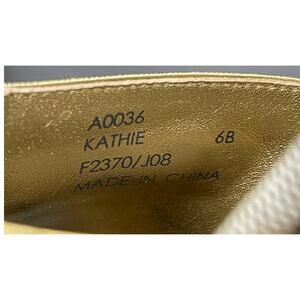 A0036
KATHIE 6B
F2370/J08
MADE IN CHINA